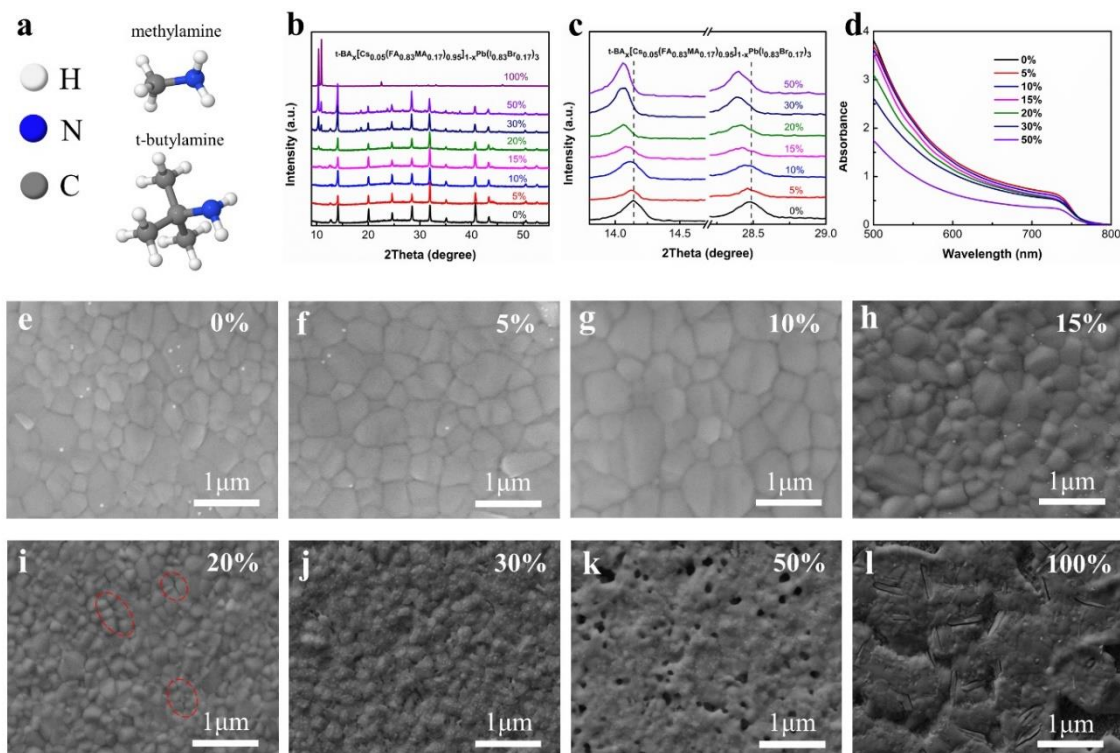 a
methylamine
H
N
C
t-butylamine
b
t-BAx[Cs0.05(FA0.83MA0.17)0.95]1-xPb(I0.83Br0.17)3
100%
50%
30%
20%
15%
10%
5%
0%
Intensity (a.u.)
10 20 30 40 50
2Theta (degree)
c
t-BAx[Cs0.05(FA0.83MA0.17)0.95]1-xPb(I0.83Br0.17)3
50%
30%
20%
15%
10%
5%
0%
Intensity (a.u.)
14.0 14.5 28.5 29.0
2Theta (degree)
d
4
3
2
1
0
Absorbance
0%
5%
10%
15%
20%
30%
50%
500 600 700 800
Wavelength (nm)
e 0%
1μm
f 5%
1μm
g 10%
1μm
h 15%
1μm
i 20%
1μm
j 30%
1μm
k 50%
1μm
l 100%
1μm